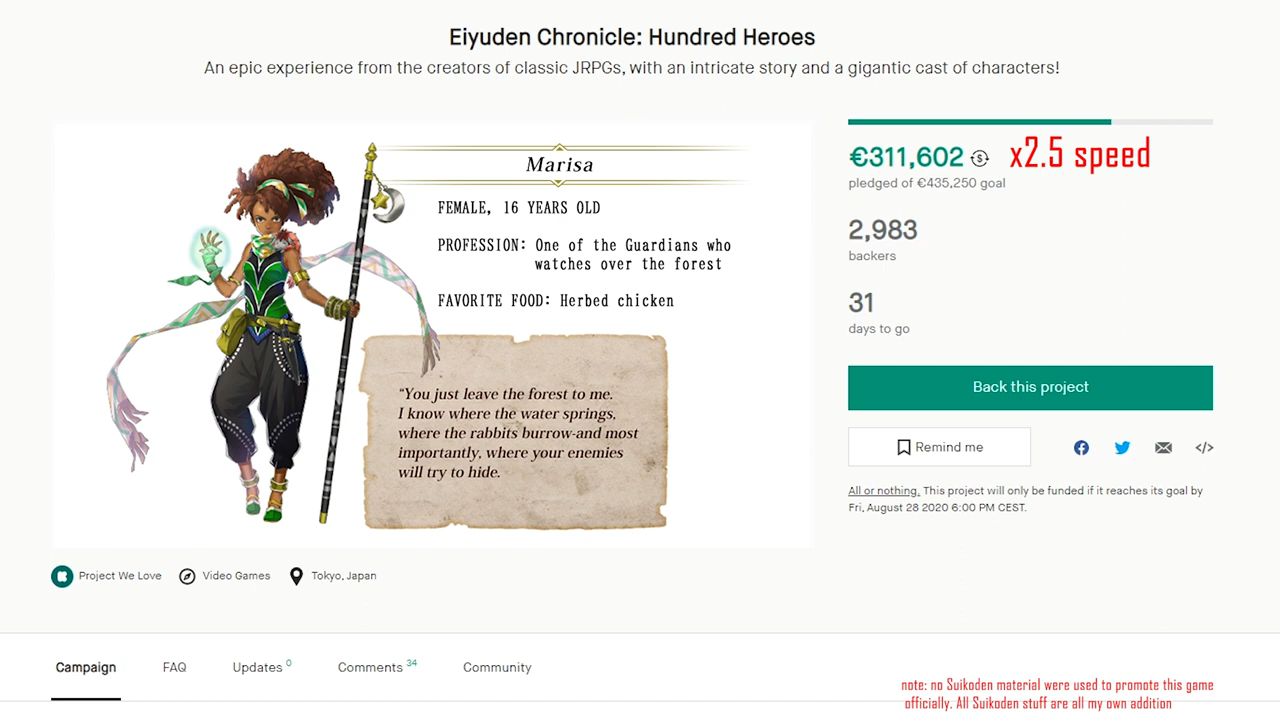 Eiyuden Chronicle: Hundred Heroes
An epic experience from the creators of classic JRPGs, with an intricate story and a gigantic cast of characters!
Marisa
FEMALE, 16 YEARS OLD
PROFESSION: One of the Guardians who
watches over the forest
FAVORITE FOOD: Herbed chicken
“You just leave the forest to me.
I know where the water springs,
where the rabbits burrow-and most
importantly, where your enemies
will try to hide.
€311,602 x2.5 speed
pledged of €435,250 goal
2,983
backers
31
days to go
Back this project
Remind me
All or nothing. This project will only be funded if it reaches its goal by
Fri, August 28 2020 6:00 PM CEST.
Project We Love Video Games Tokyo, Japan
Campaign FAQ Updates 0 Comments 34 Community
note: no Suikoden material were used to promote this game
officially. All Suikoden stuff are all my own addition